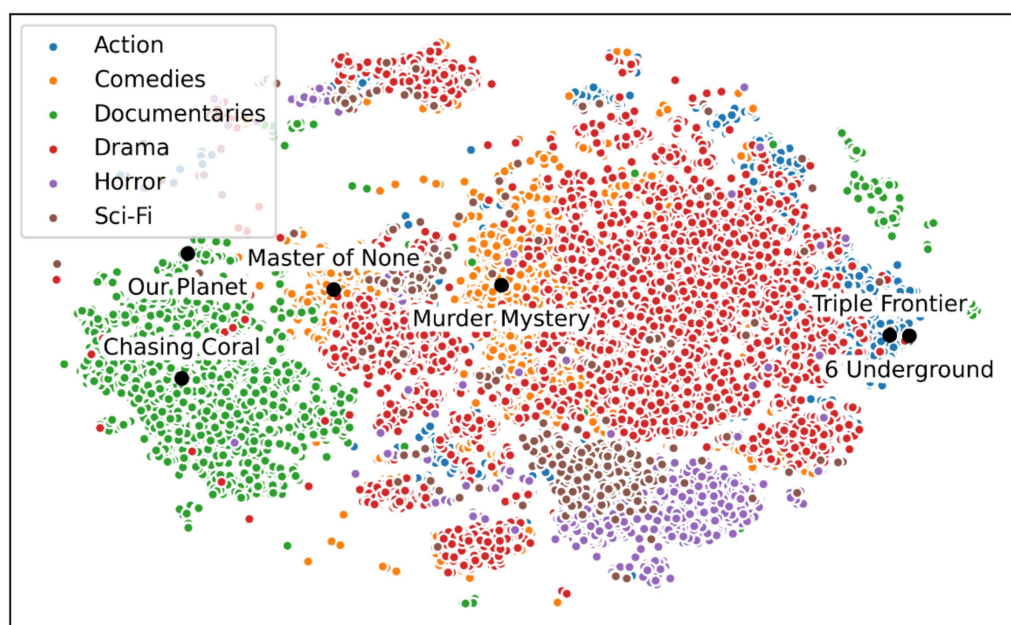 Action
Comedies
Documentaries
Drama
Horror
Sci-Fi
Master of None
Our Planet
Triple Frontier
Murder Mystery
Chasing Coral
6 Underground